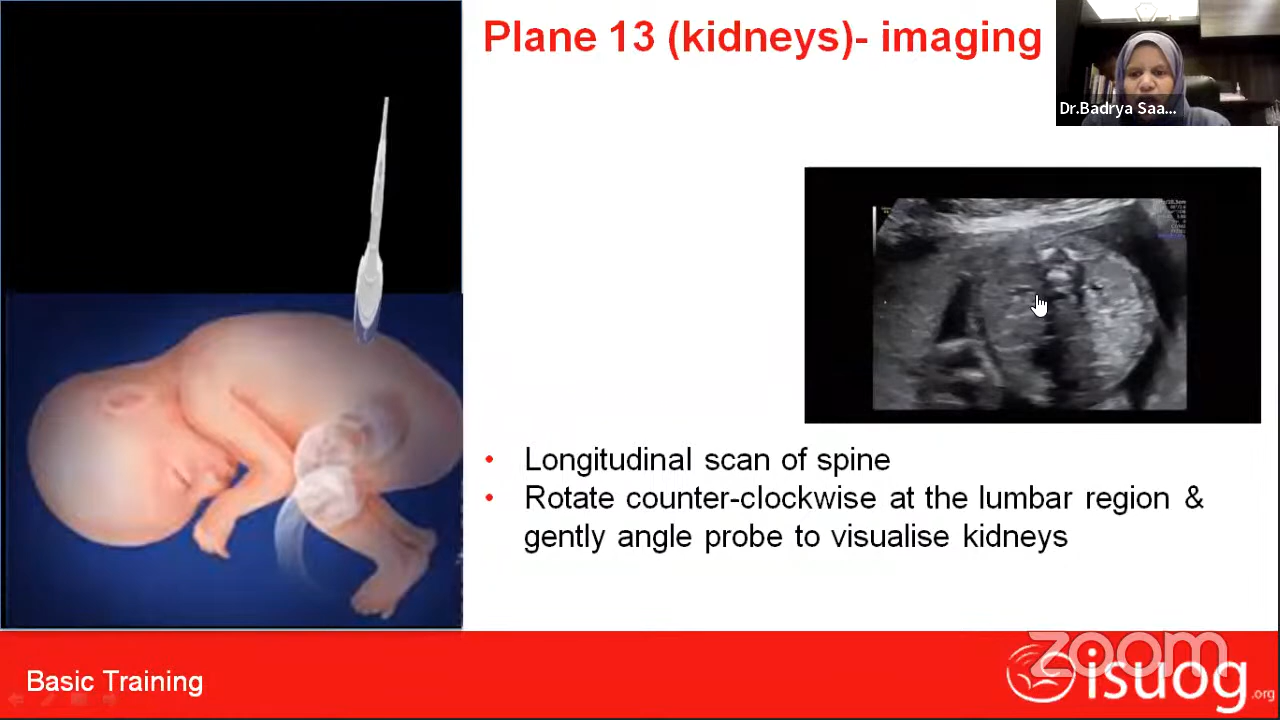 Plane 13 (kidneys)- imaging
Dr.Badrya Saa...
• Longitudinal scan of spine
• Rotate counter-clockwise at the lumbar region &
gently angle probe to visualise kidneys
Basic Training
zoom
isuog.org